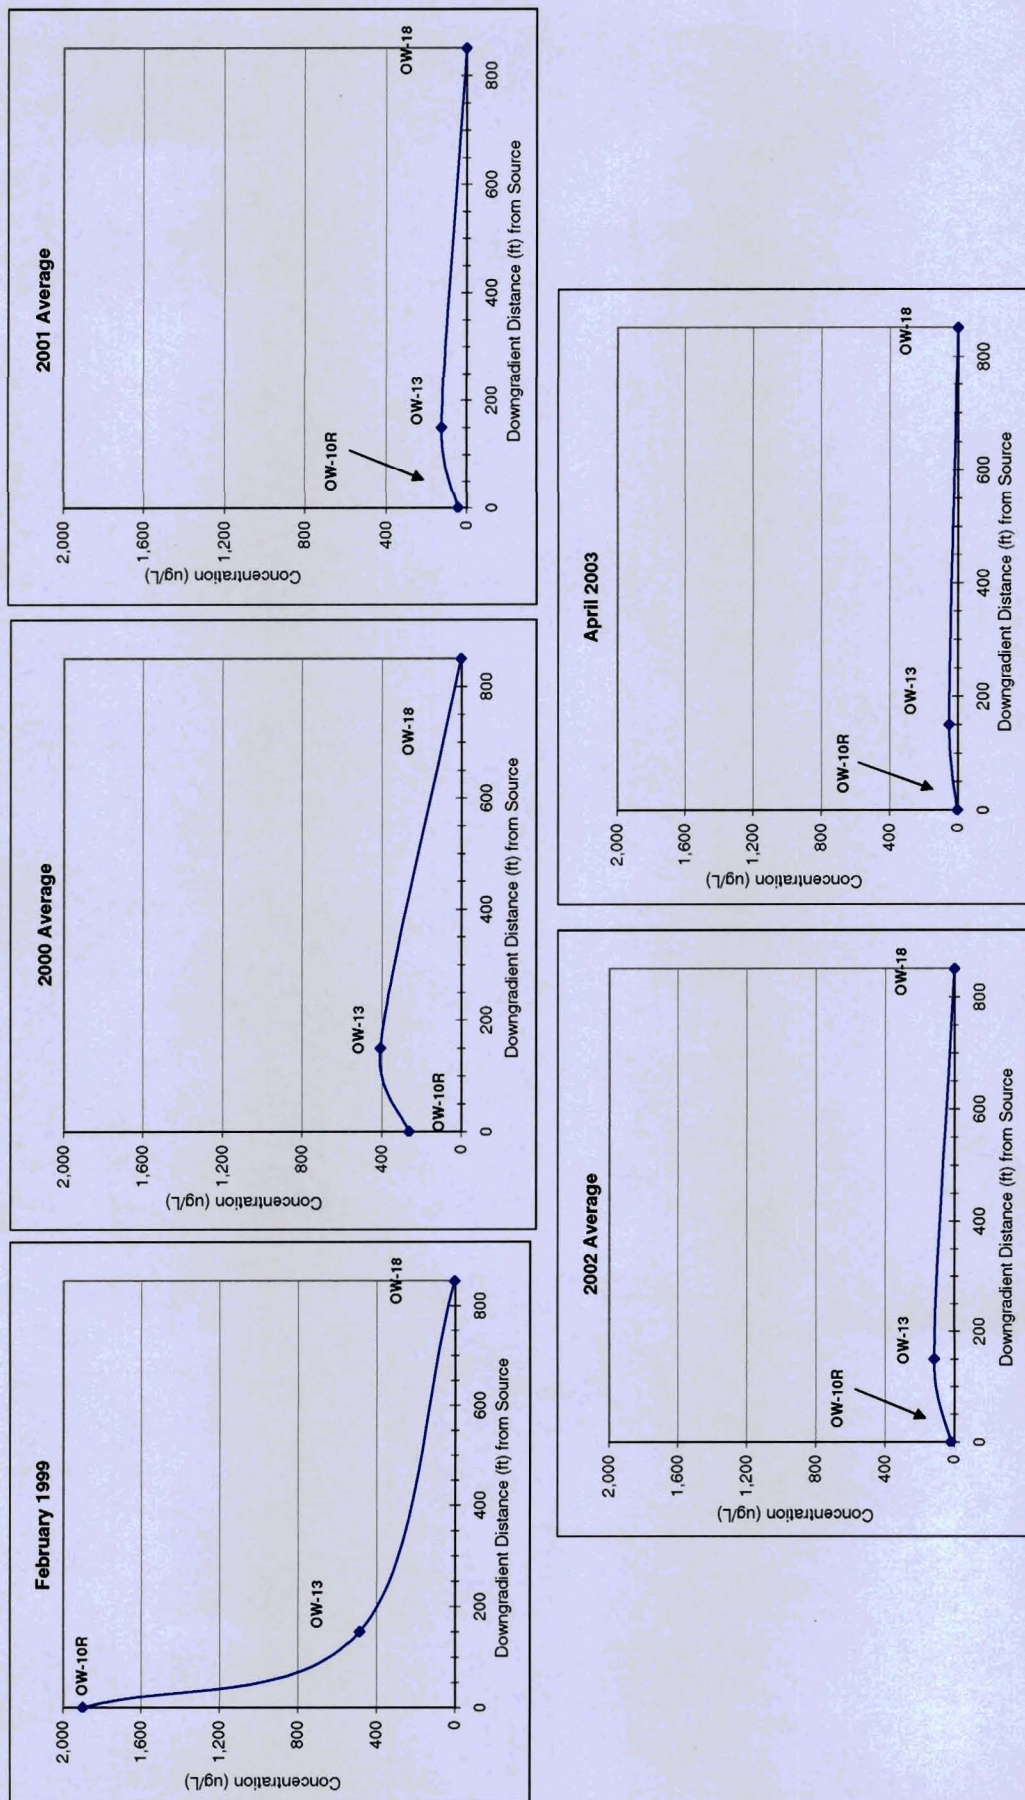 February 1999
2,000
1,600
1,200
800
400
0
Concentration (ug/L)
OW-10R
OW-13
OW-18
0
200
400
600
800
Downgradient Distance (ft) from Source
2000 Average
2,000
1,600
1,200
800
400
0
Concentration (ug/L)
OW-10R
OW-13
OW-18
0
200
400
600
800
Downgradient Distance (ft) from Source
2001 Average
2,000
1,600
1,200
800
400
0
Concentration (ug/L)
OW-10R
OW-13
OW-18
0
200
400
600
800
Downgradient Distance (ft) from Source
2002 Average
2,000
1,600
1,200
800
400
0
Concentration (ug/L)
OW-10R
OW-13
OW-18
0
200
400
600
800
Downgradient Distance (ft) from Source
April 2003
2,000
1,600
1,200
800
400
0
Concentration (ug/L)
OW-10R
OW-13
OW-18
0
200
400
600
800
Downgradient Distance (ft) from Source